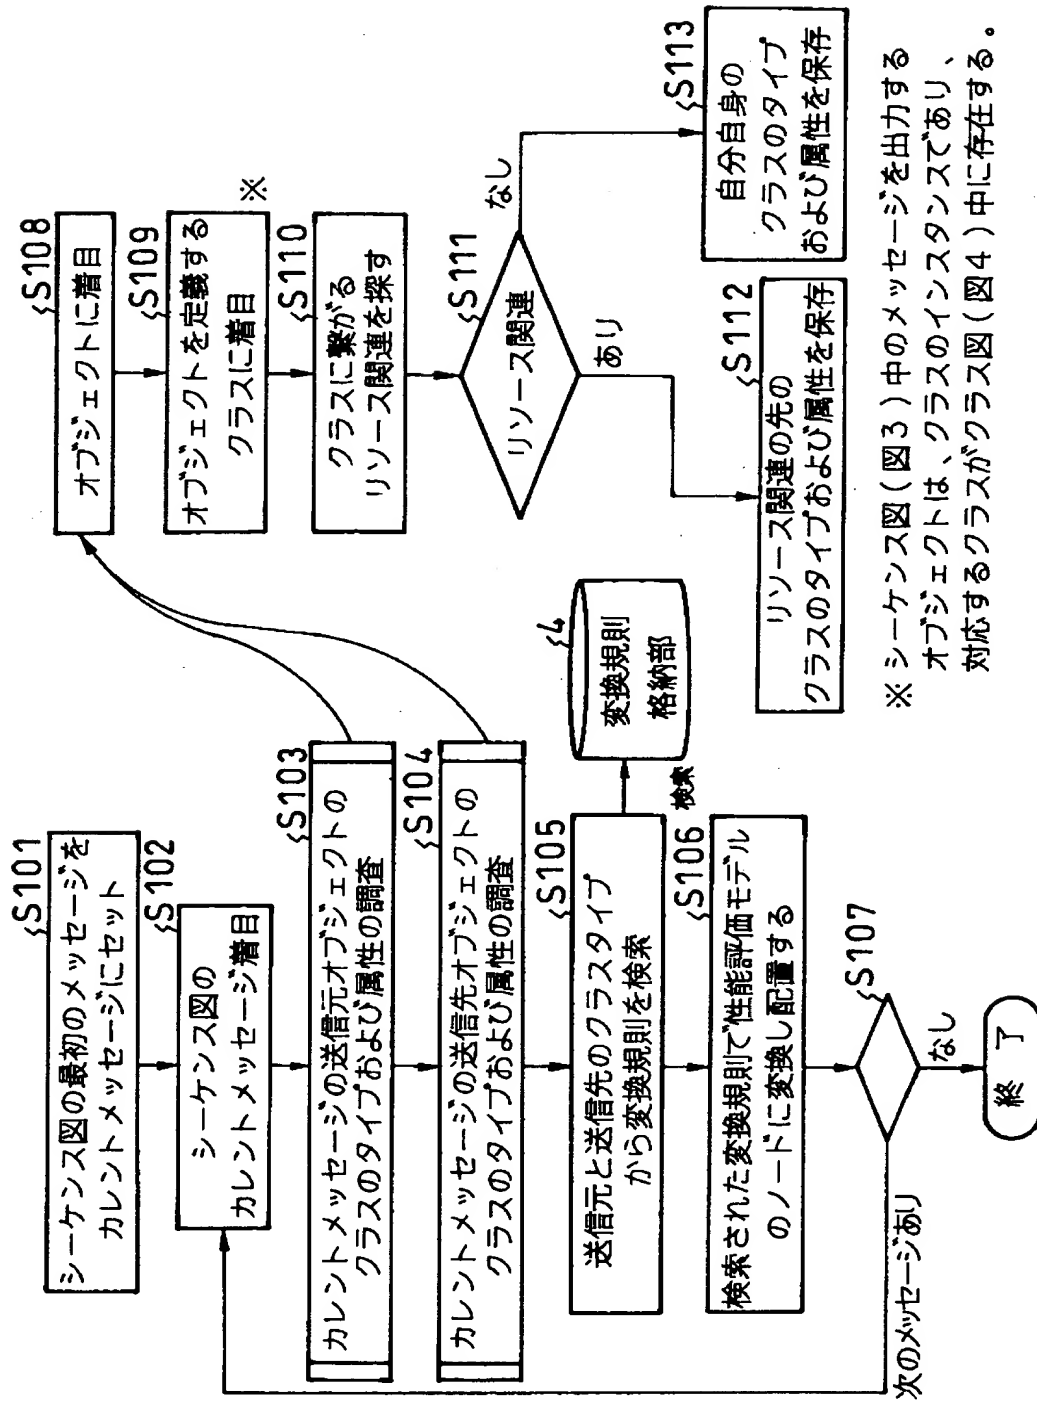 S101
シーケンス図の最初のメッセージを
カレントメッセージにセット
S102
シーケンス図の
カレントメッセージ着目
S103
カレントメッセージの送信元オブジェクトの
クラスのタイプおよび属性の調査
S104
カレントメッセージの送信先オブジェクトの
クラスのタイプおよび属性の調査
S105
送信元と送信先のクラスタイプ
から変換規則を検索
検索
4
変換規則
格納部
S106
検索された変換規則で性能評価モデル
のノードに変換し配置する
S107
次のメッセージあり
なし
終 了
S108
オブジェクトに着目
S109
オブジェクトを定義する
クラスに着目
※
S110
クラスに繋がる
リソース関連を探す
S111
リソース関連
なし
あり
S112
リソース関連の先の
クラスのタイプおよび属性を保存
S113
自分自身の
クラスのタイプ
および属性を保存
※ シーケンス図(図3)中のメッセージを出力する
オブジェクトは、クラスのインスタンスであり、
対応するクラスがクラス図(図4)中に存在する。